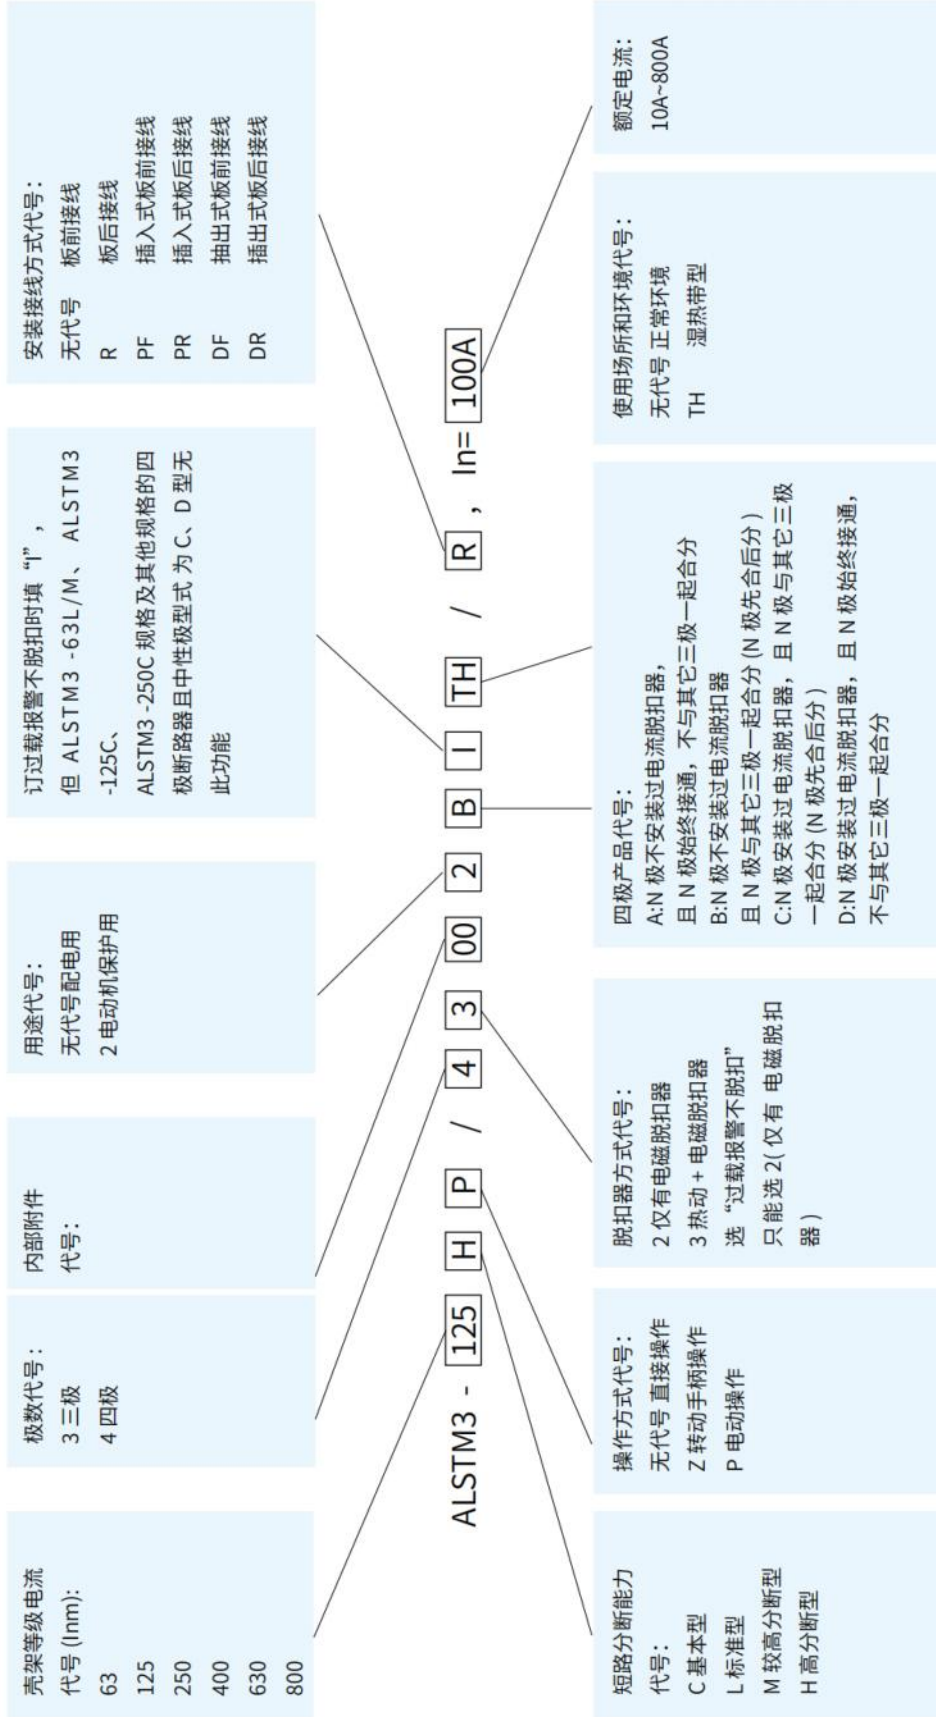 壳架等级电流
代号 (Inm):
63
125
250
400
630
800
极数代号：
3 三极
4 四极
内部附件
代号：
用途代号：
无代号配电用
2 电动机保护用
订过载报警不脱扣时填“I”，
但 ALSTM3 -63L/M、 ALSTM3
-125C、
ALSTM3 -250C 规格及其他规格的四
极断路器且中性极型式 为 C、D 型无
此功能
安装接线方式代号：
无代号 板前接线
R 板后接线
PF 插入式板前接线
PR 插入式板后接线
DF 抽出式板前接线
DR 插出式板后接线
ALSTM3 - 125 H P / 4 3 00 2 B I TH / R , In= 100A
短路分断能力
代号：
C 基本型
L 标准型
M 较高分断型
H 高分断型
操作方式代号：
无代号 直接操作
Z 转动手柄操作
P 电动操作
脱扣器方式代号：
2 仅有电磁脱扣器
3 热动 + 电磁脱扣器
选“过载报警不脱扣”
只能选 2( 仅有 电磁脱扣
器 )
四极产品代号：
A:N 极不安装过电流脱扣器，
且 N 极始终接通，不与其它三极一起合分
B:N 极不安装过电流脱扣器
且 N 极与其它三极一起合分 (N 极先合后分 )
C:N 极安装过电流脱扣器，且 N 极与其它三极
一起合分 (N 极先合后分 )
D:N 极安装过电流脱扣器，且 N 极始终接通，
不与其它三极一起合分
使用场所和环境代号：
无代号 正常环境
TH 湿热带型
额定电流：
10A~800A